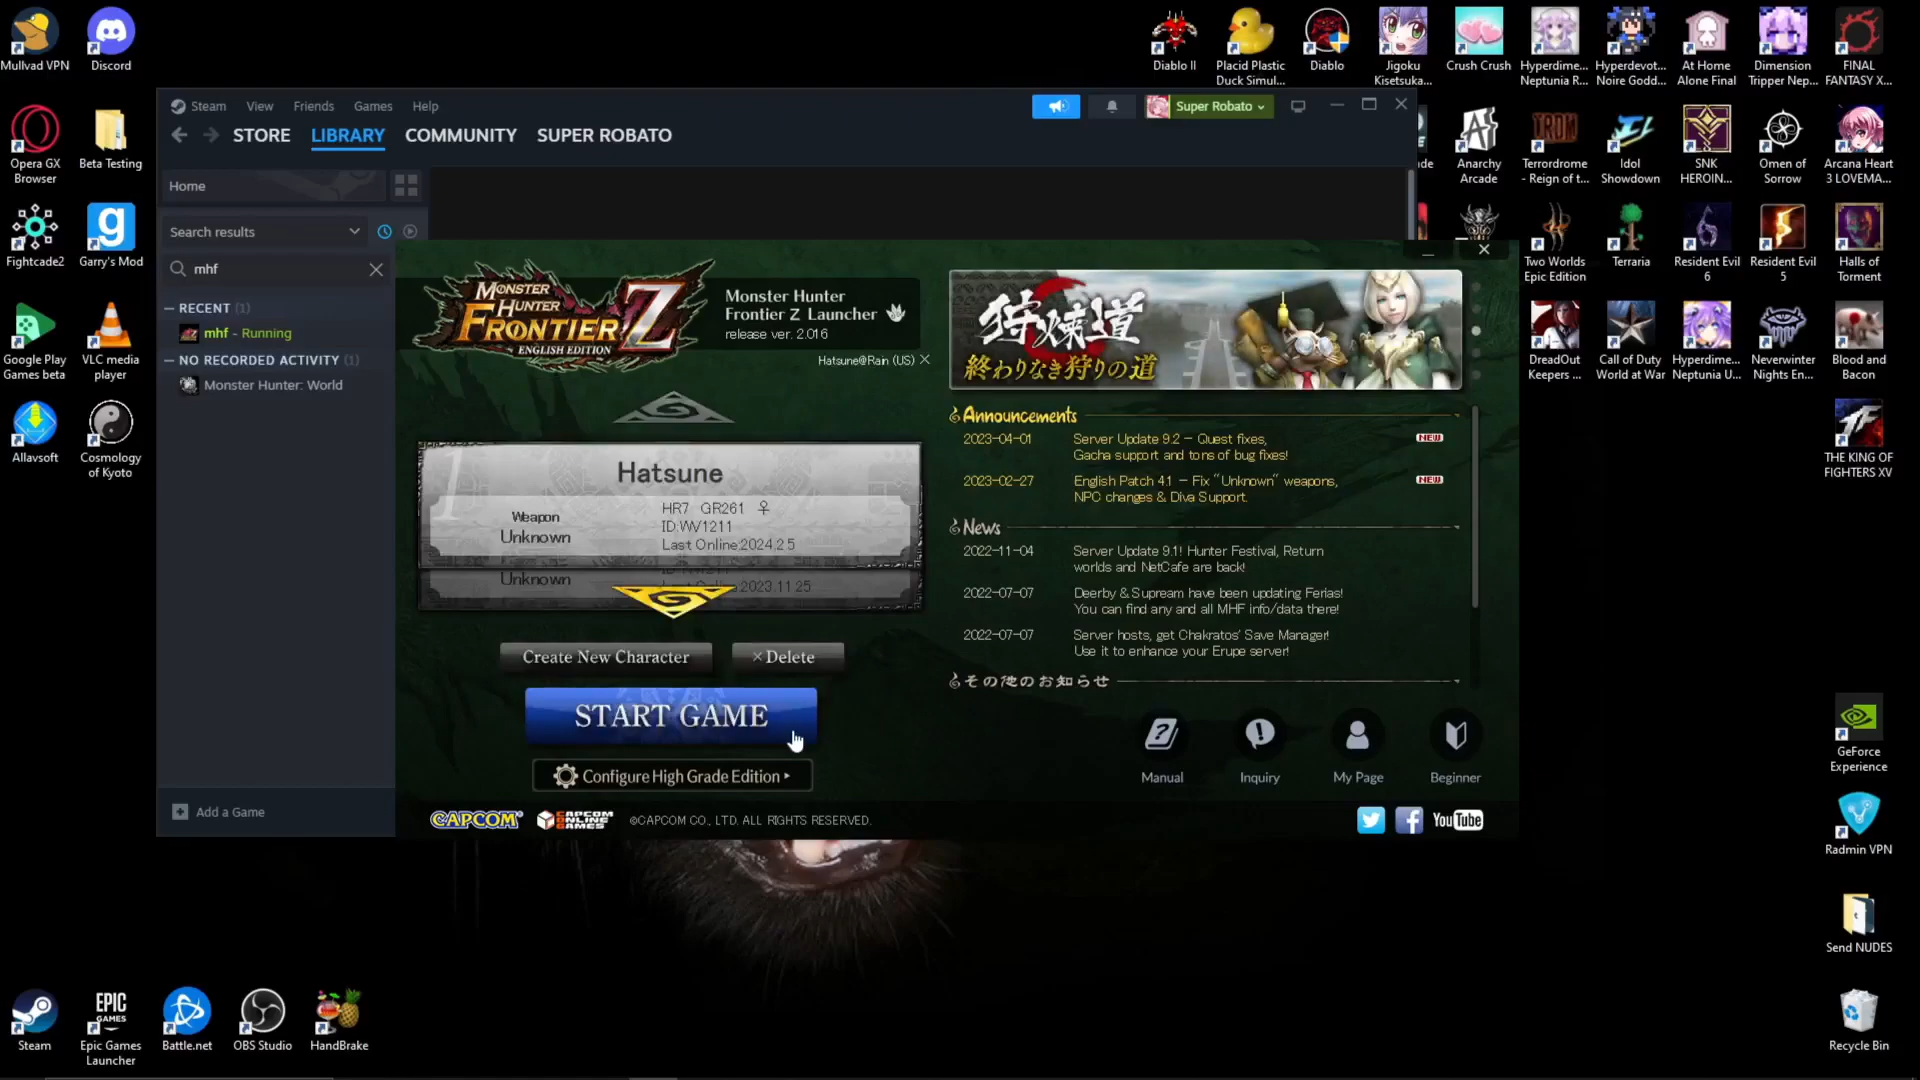 Mullvad VPN
Discord
Diablo II
Placid Plastic
Duck Simul...
Diablo
Jigoku
Kisetsuka...
Crush Crush
Hyperdime...
Neptunia R...
Hyperdevot...
Noire Godd...
At Home
Alone Final
Dimension
Tripper Nep...
FINAL
FANTASY X...
Steam View Friends Games Help
Super Robato
STORE LIBRARY COMMUNITY SUPER ROBATO
Opera GX
Browser
Beta Testing
Anarchy
Arcade
Terrordrome
- Reign of t...
Idol
Showdown
SNK
HEROIN...
Omen of
Sorrow
Arcana Heart
3 LOVEMA...
Home
Search results
mhf
RECENT (1)
mhf - Running
NO RECORDED ACTIVITY (1)
Monster Hunter: World
Add a Game
Fightcade2
Garry's Mod
Two Worlds
Epic Edition
Terraria
Resident Evil
6
Resident Evil
5
Halls of
Torment
Google Play
Games beta
VLC media
player
DreadOut
Keepers ...
Call of Duty
World at War
Hyperdime...
Neptunia U...
Neverwinter
Nights En...
Blood and
Bacon
Allavsoft
Cosmology
of Kyoto
THE KING OF
FIGHTERS XV
MONSTER
HUNTER
FRONTIER Z
ENGLISH EDITION
Monster Hunter
Frontier Z Launcher
release ver. 2.016
Hatsune@Rain (US)
狩煉道
終わりなき狩りの道
1
Hatsune
Weapon
Unknown
HR7 GR261 ♀
ID:WV1211
Last Online:2024.2.5
Unknown
Last Online:2023.11.25
Create New Character
×Delete
START GAME
Configure High Grade Edition
Announcements
2023-04-01 Server Update 9.2 – Quest fixes, NEW
Gacha support and tons of bug fixes!
2023-02-27 English Patch 4.1 – Fix "Unknown" weapons, NEW
NPC changes & Diva Support.
News
2022-11-04 Server Update 9.1! Hunter Festival, Return
worlds and NetCafe are back!
2022-07-07 Deerby & Supream have been updating Ferias!
You can find any and all MHF info/data there!
2022-07-07 Server hosts, get Chakratos' Save Manager!
Use it to enhance your Erupe server!
その他のお知らせ
Manual
Inquiry
My Page
Beginner
CAPCOM
CAPCOM
ONLINE
GAMES
©CAPCOM CO., LTD. ALL RIGHTS RESERVED.
YouTube
GeForce
Experience
Radmin VPN
Send NUDES
Recycle Bin
Steam
EPIC
GAMES
Epic Games
Launcher
Battle.net
OBS Studio
HandBrake